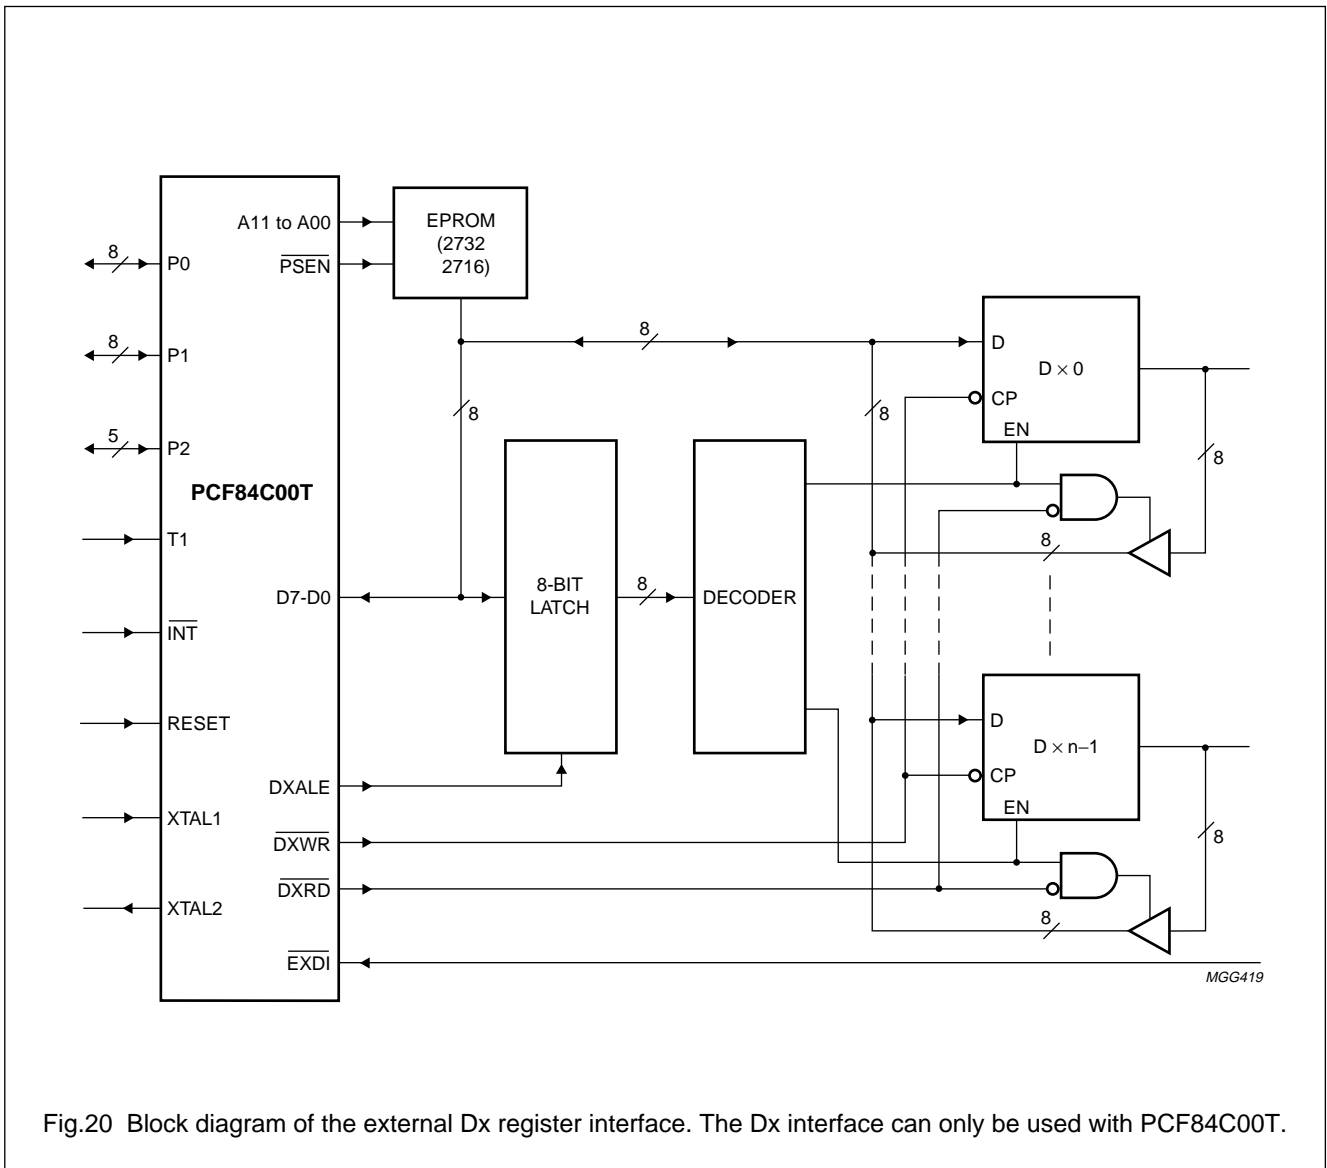 A11 to A00
PSEN
EPROM
(2732
2716)
8
P0
8
P1
5
P2
PCF84C00T
T1
D7-D0
INT
RESET
DXALE
XTAL1
DXWR
DXRD
XTAL2
EXDI
8
8
8-BIT
LATCH
8
DECODER
8
D
D × 0
CP
EN
8
8
D
D × n−1
CP
EN
8
8
MGG419
Fig.20 Block diagram of the external Dx register interface. The Dx interface can only be used with PCF84C00T.